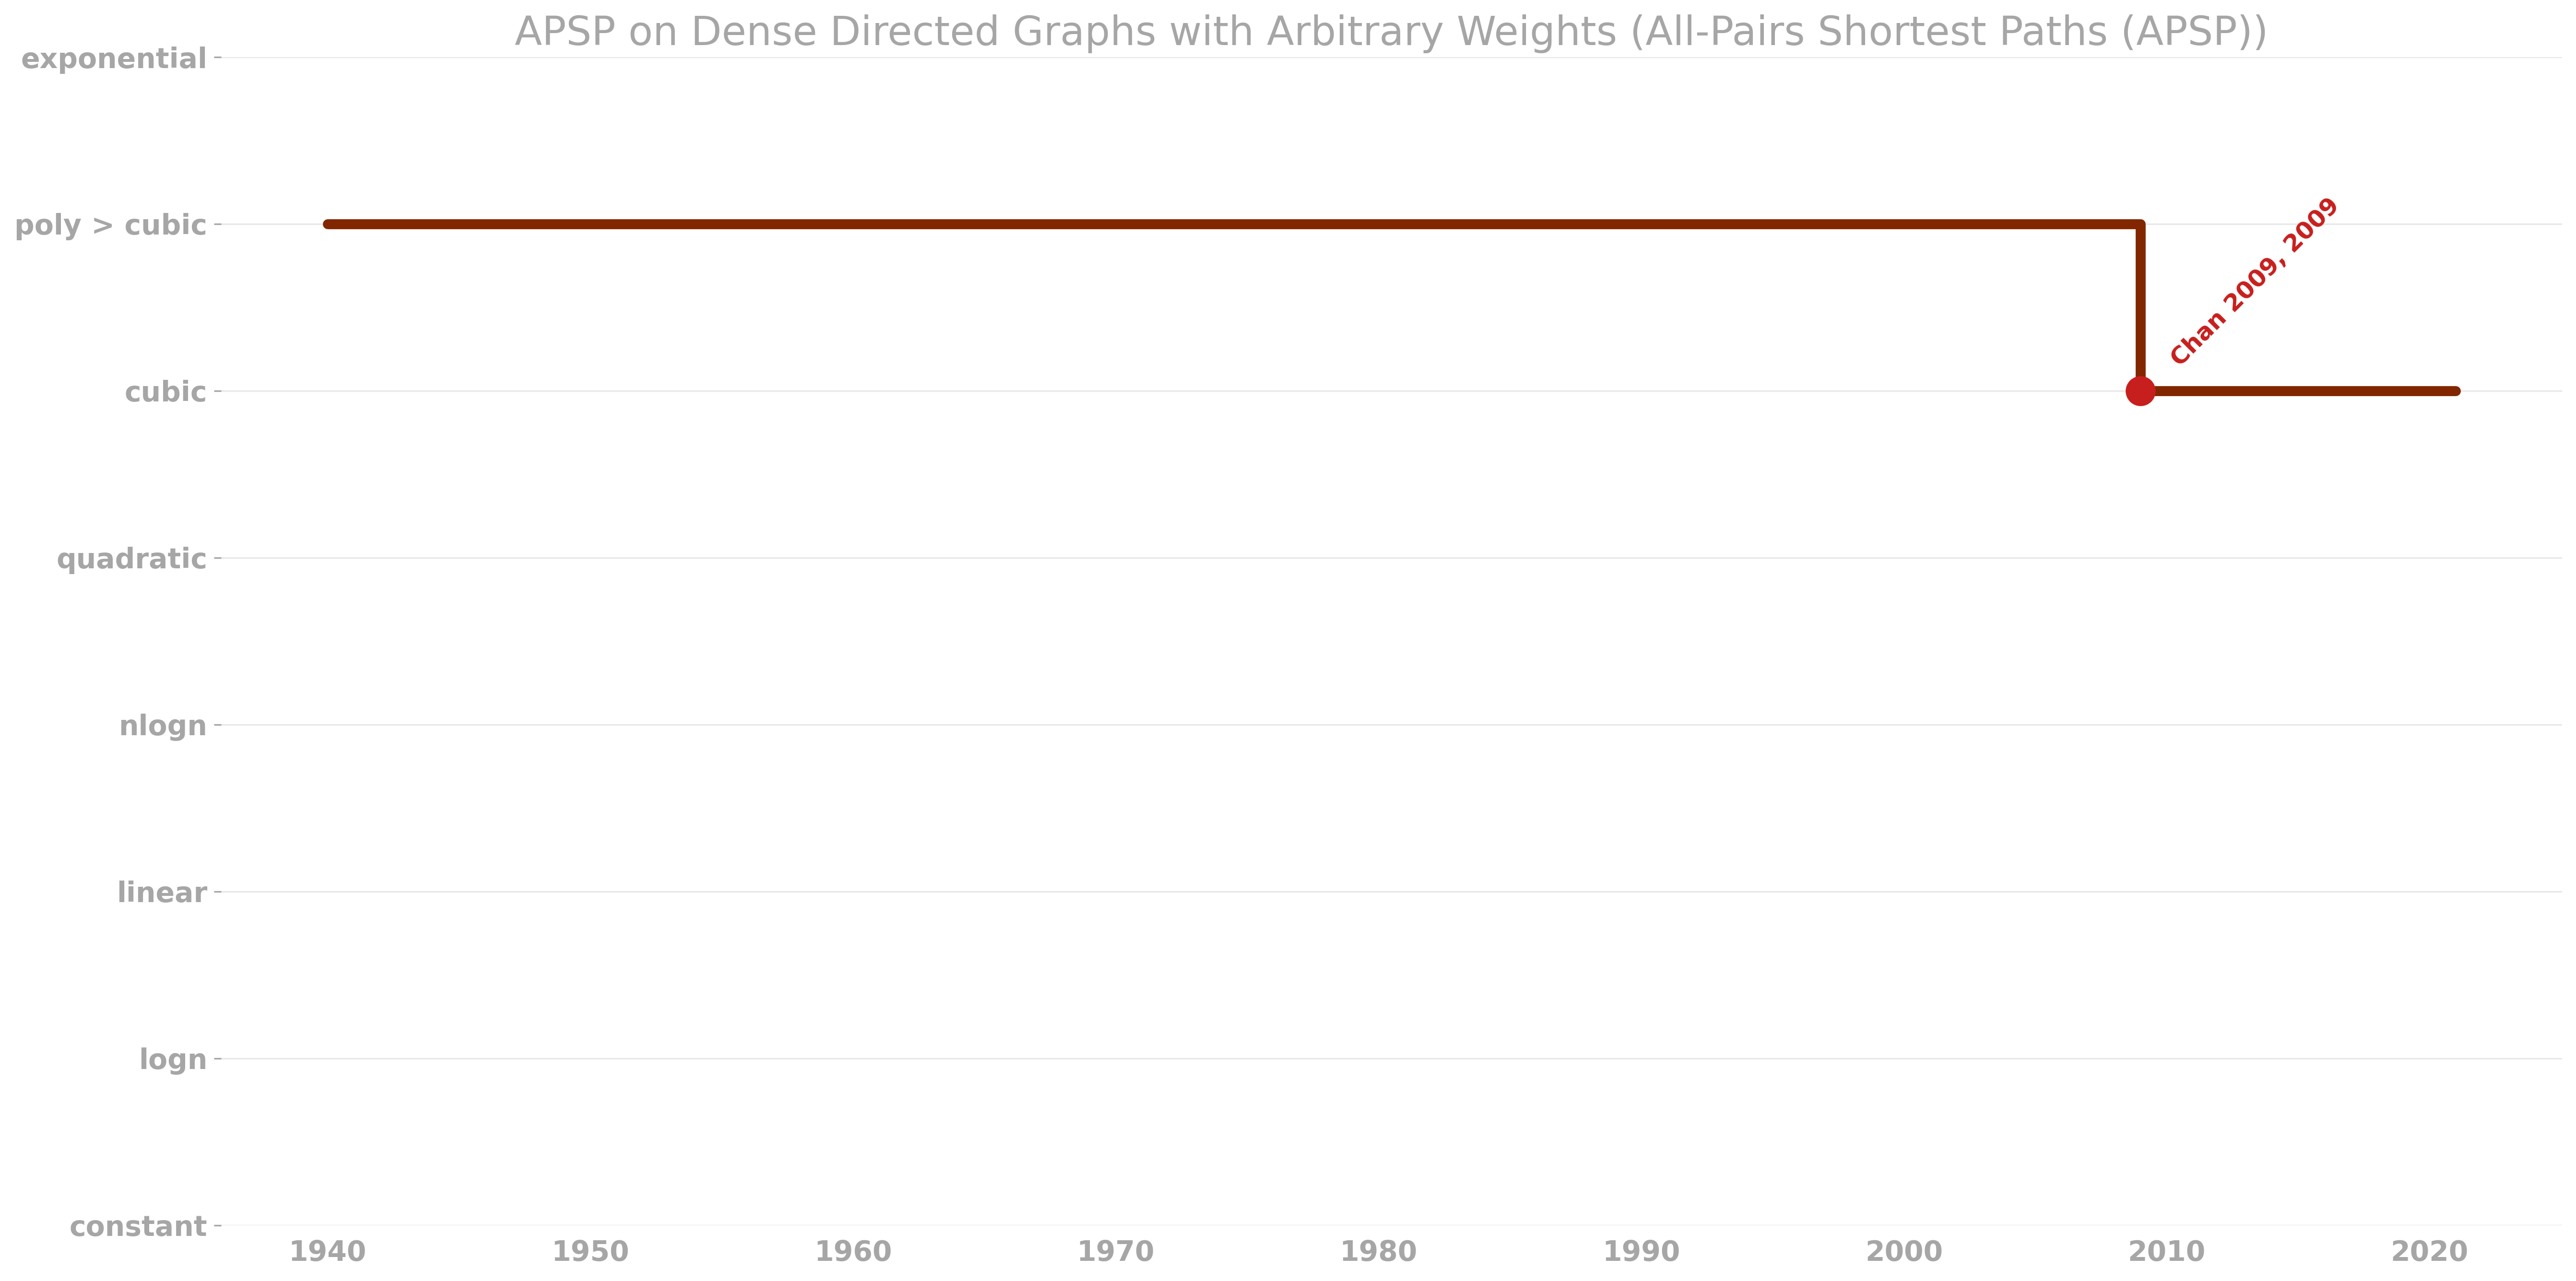 APSP on Dense Directed Graphs with Arbitrary Weights (All-Pairs Shortest Paths (APSP))
exponential
poly > cubic
cubic
quadratic
nlogn
linear
logn
constant
Chan 2009, 2009
1940 1950 1960 1970 1980 1990 2000 2010 2020